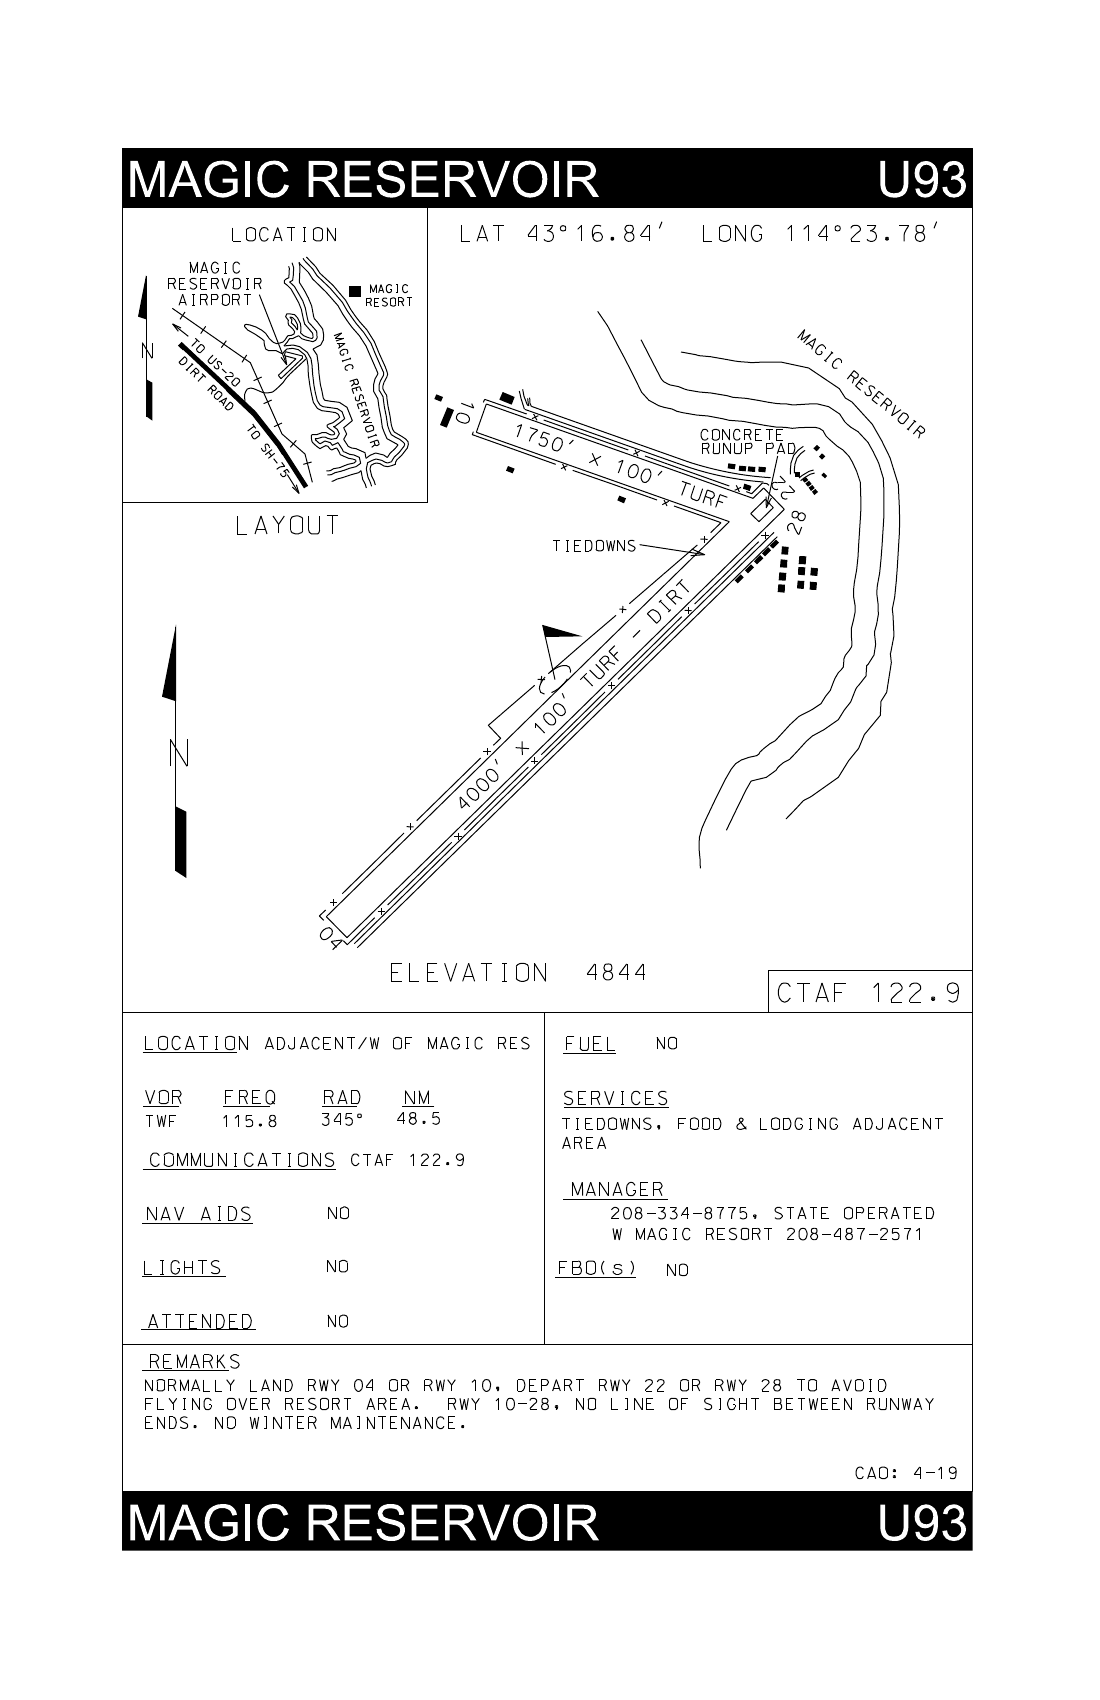 MAGIC RESERVOIR U93
LOCATION
LAT 43°16.84′ LONG 114°23.78′
MAGIC
RESERVOIR
AIRPORT
MAGIC
RESORT
N
TO US-20
DIRT ROAD
MAGIC RESERVOIR
TO SH-75
LAYOUT
MAGIC RESERVOIR
10
1750′ X 100′ TURF
CONCRETE
RUNUP PAD
22
28
TIEDOWNS
4000′ X 100′ TURF - DIRT
N
04
ELEVATION 4844
CTAF 122.9
LOCATION ADJACENT/W OF MAGIC RES
VOR FREQ RAD NM
TWF 115.8 345° 48.5
COMMUNICATIONS CTAF 122.9
NAV AIDS NO
LIGHTS NO
ATTENDED NO
FUEL NO
SERVICES
TIEDOWNS, FOOD & LODGING ADJACENT
AREA
MANAGER
208-334-8775, STATE OPERATED
W MAGIC RESORT 208-487-2571
FBO(s) NO
REMARKS
NORMALLY LAND RWY 04 OR RWY 10, DEPART RWY 22 OR RWY 28 TO AVOID
FLYING OVER RESORT AREA. RWY 10-28, NO LINE OF SIGHT BETWEEN RUNWAY
ENDS. NO WINTER MAINTENANCE.
CAO: 4-19
MAGIC RESERVOIR U93